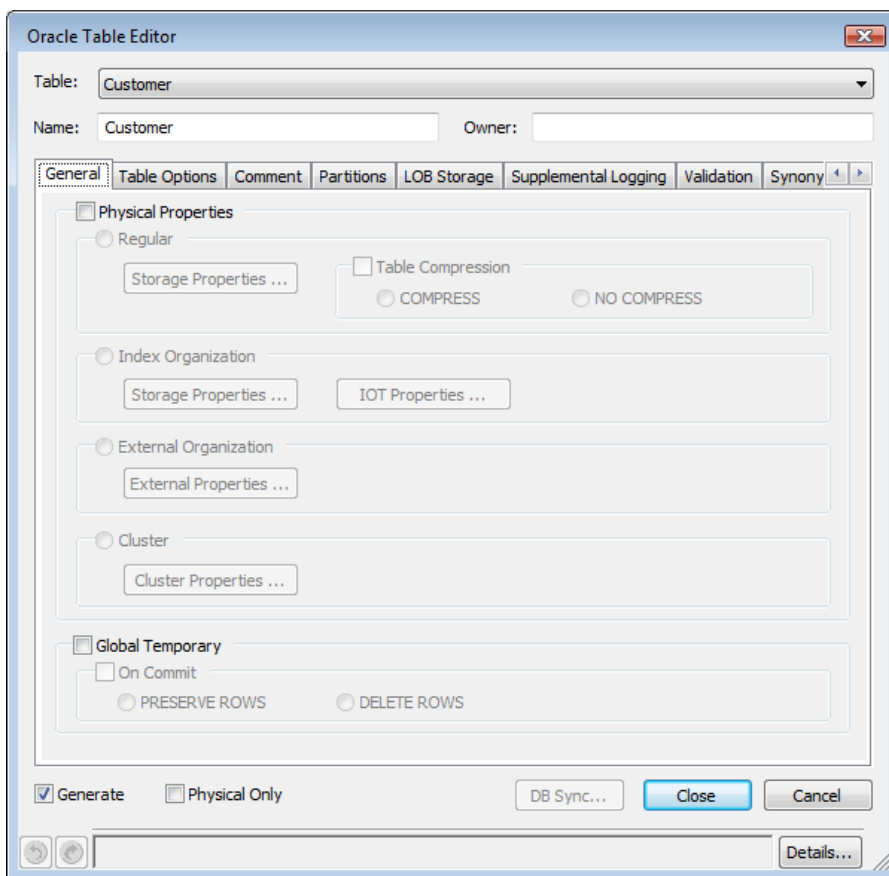 Oracle Table Editor
Table: Customer
Name: Customer Owner:
General Table Options Comment Partitions LOB Storage Supplemental Logging Validation Synony
Physical Properties
Regular
Storage Properties ... Table Compression
COMPRESS NO COMPRESS
Index Organization
Storage Properties ... IOT Properties ...
External Organization
External Properties ...
Cluster
Cluster Properties ...
Global Temporary
On Commit
PRESERVE ROWS DELETE ROWS
Generate Physical Only DB Sync... Close Cancel
Details...